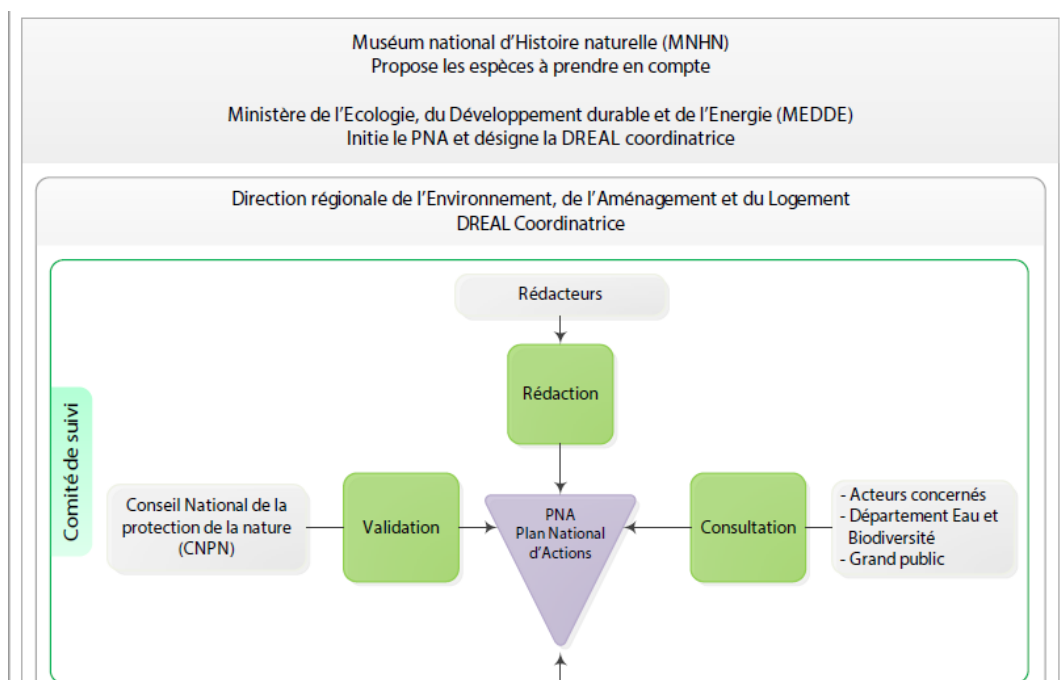 Muséum national d’Histoire naturelle (MNHN)
Propose les espèces à prendre en compte
Ministère de l’Ecologie, du Développement durable et de l’Energie (MEDDE)
Initie le PNA et désigne la DREAL coordinatrice
Direction régionale de l’Environnement, de l’Aménagement et du Logement
DREAL Coordinatrice
Rédacteurs
Rédaction
Comité de suivi
Conseil National de la
protection de la nature
(CNPN)
Validation
PNA
Plan National
d’Actions
Consultation
- Acteurs concernés
- Département Eau et
Biodiversité
- Grand public